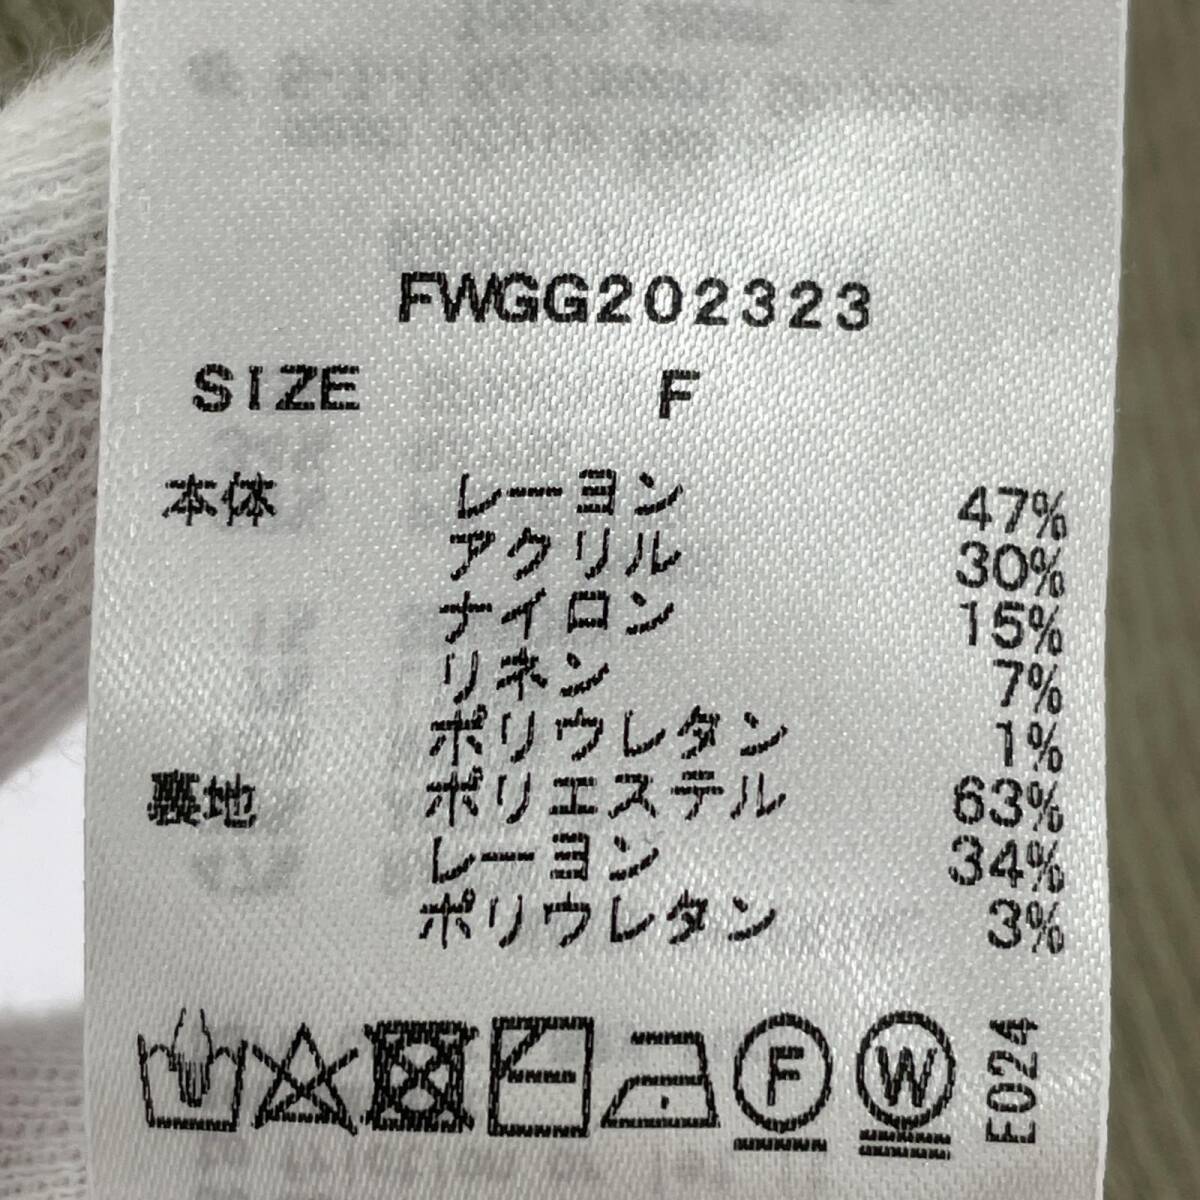 FWGG202323
SIZE F
本体 レーヨン 47%
アクリル 30%
ナイロン 15%
リネン 7%
ポリウレタン 1%
裏地 ポリエステル 63%
レーヨン 34%
ポリウレタン 3%
F W E024